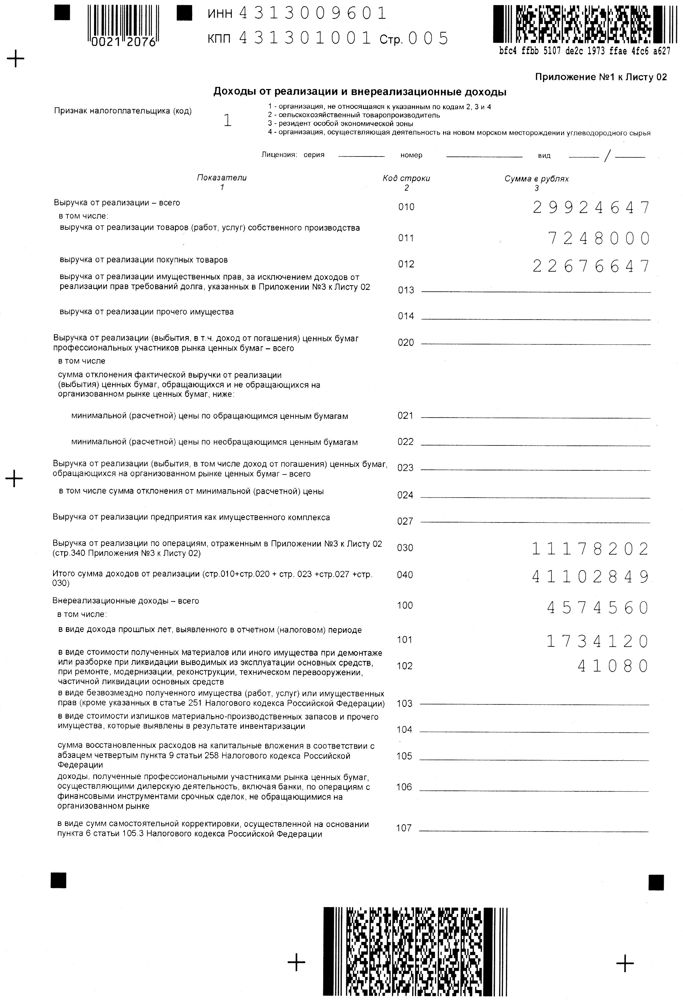 ИНН 4313009601
0021 2076
КПП 431301001 Стр. 005
bfc4 ffbb 5107 de2c 1973 ffae 4fc6 a627
Приложение №1 к Листу 02
Доходы от реализации и внереализационные доходы
Признак налогоплательщика (код) 1
1 - организация, не относящаяся к указанным по кодам 2, 3 и 4
2 - сельскохозяйственный товаропроизводитель
3 - резидент особой экономической зоны
4 - организация, осуществляющая деятельность на новом морском месторождении углеводородного сырья
Лицензия: серия номер вид /
Показатели Код строки Сумма в рублях
1 2 3
Выручка от реализации – всего 010 29924647
в том числе:
выручка от реализации товаров (работ, услуг) собственного производства
011 7248000
выручка от реализации покупных товаров 012 22676647
выручка от реализации имущественных прав, за исключением доходов от
реализации прав требований долга, указанных в Приложении №3 к Листу 02 013
выручка от реализации прочего имущества 014
Выручка от реализации (выбытия, в т.ч. доход от погашения) ценных бумаг 020
профессиональных участников рынка ценных бумаг – всего
в том числе
сумма отклонения фактической выручки от реализации
(выбытия) ценных бумаг, обращающихся и не обращающихся на
организованном рынке ценных бумаг, ниже:
минимальной (расчетной) цены по обращающимся ценным бумагам 021
минимальной (расчетной) цены по необращающимся ценным бумагам 022
Выручка от реализации (выбытия, в том числе доход от погашения) ценных бумаг, 023
обращающихся на организованном рынке ценных бумаг – всего
в том числе сумма отклонения от минимальной (расчетной) цены 024
Выручка от реализации предприятия как имущественного комплекса 027
Выручка от реализации по операциям, отраженным в Приложении №3 к Листу 02 030 11178202
(стр.340 Приложения №3 к Листу 02)
Итого сумма доходов от реализации (стр.010+стр.020 + стр. 023 +стр.027 +стр. 040 41102849
030)
Внереализационные доходы – всего 100 4574560
в том числе:
в виде дохода прошлых лет, выявленного в отчетном (налоговом) периоде
101 1734120
в виде стоимости полученных материалов или иного имущества при демонтаже
или разборке при ликвидации выводимых из эксплуатации основных средств, 102 41080
при ремонте, модернизации, реконструкции, техническом перевооружении,
частичной ликвидации основных средств
в виде безвозмездно полученного имущества (работ, услуг) или имущественных
прав (кроме указанных в статье 251 Налогового кодекса Российской Федерации) 103
в виде стоимости излишков материально-производственных запасов и прочего
имущества, которые выявлены в результате инвентаризации 104
сумма восстановленных расходов на капитальные вложения в соответствии с
абзацем четвертым пункта 9 статьи 258 Налогового кодекса Российской 105
Федерации
доходы, полученные профессиональными участниками рынка ценных бумаг,
осуществляющими дилерскую деятельность, включая банки, по операциям с 106
финансовыми инструментами срочных сделок, не обращающимися на
организованном рынке
в виде сумм самостоятельной корректировки, осуществленной на основании 107
пункта 6 статьи 105.3 Налогового кодекса Российской Федерации